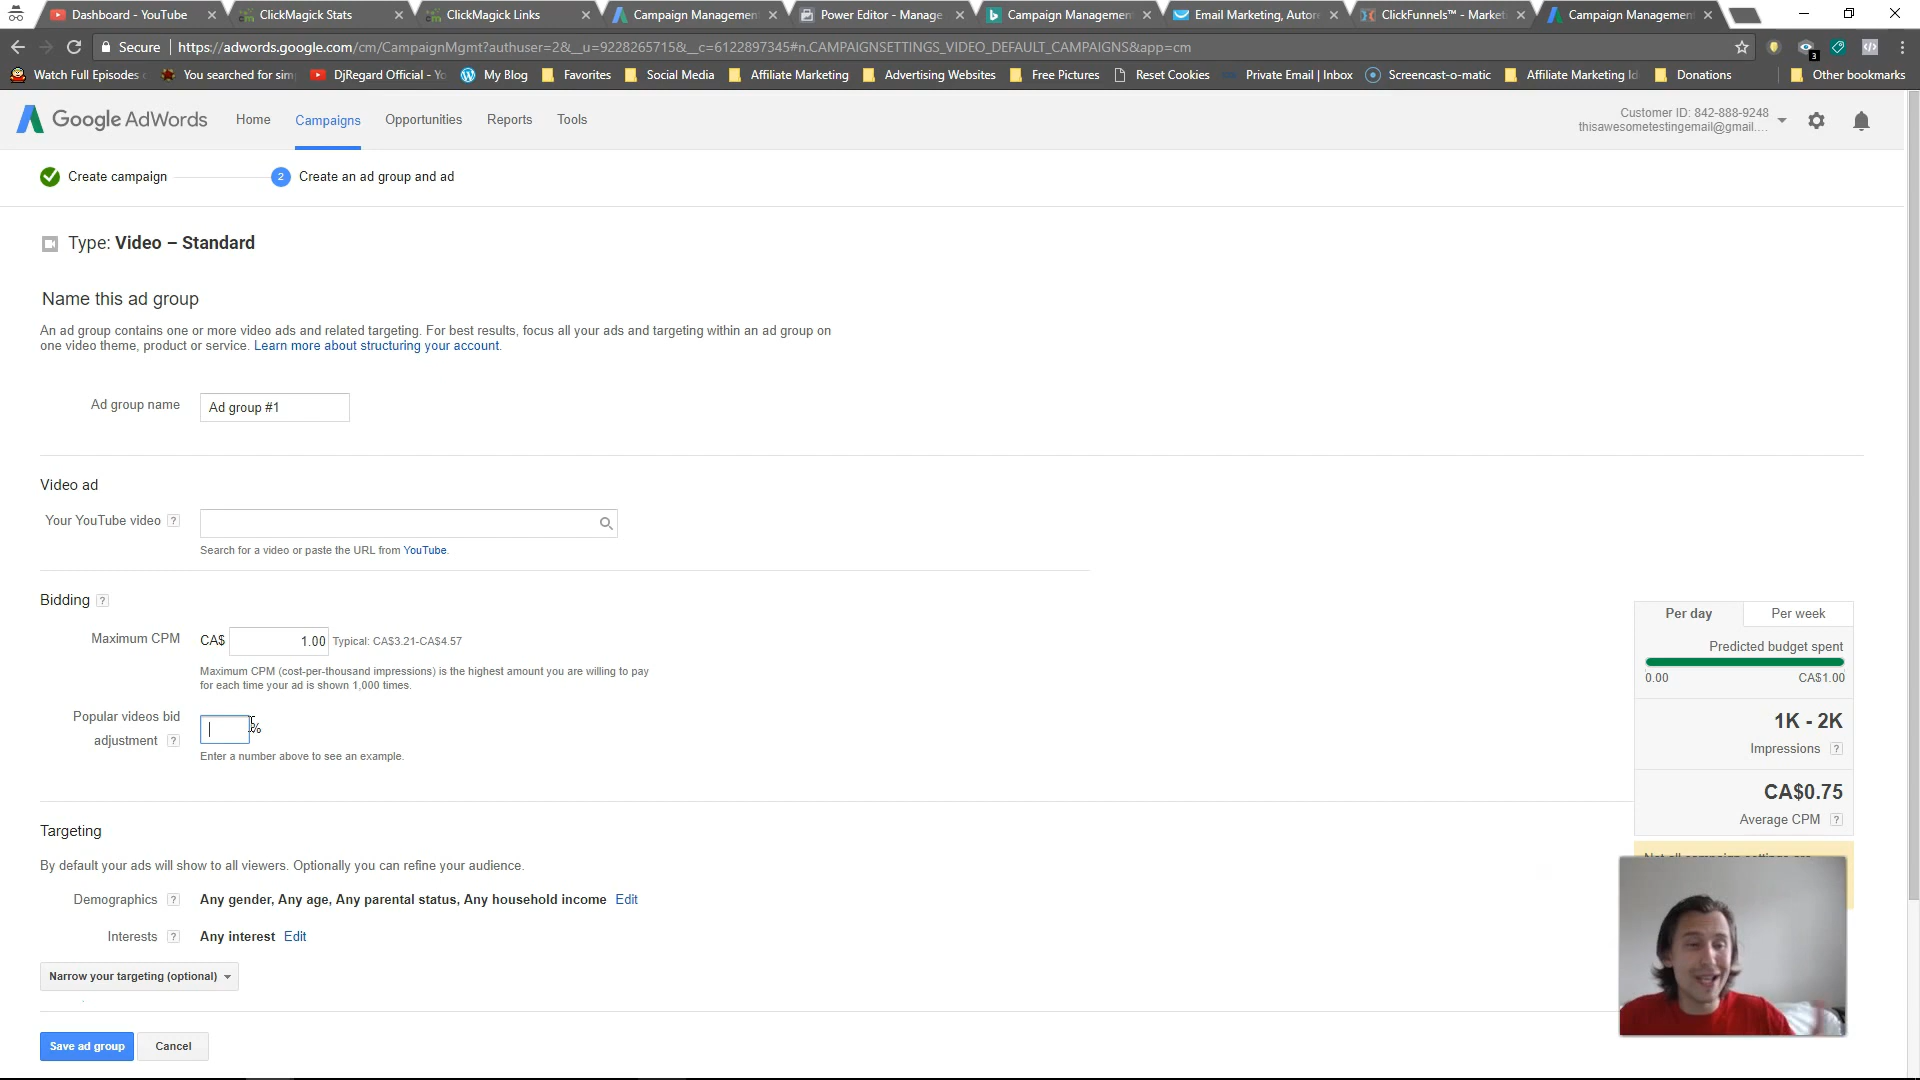 Dashboard - YouTube
ClickMagick Stats
ClickMagick Links
Campaign Managemen
Power Editor - Manage
Campaign Managemen
Email Marketing, Autor
ClickFunnels™ - Market
Campaign Managemen
Secure
https://adwords.google.com/cm/CampaignMgmt?authuser=2&__u=9228265715&__c=6122897345#n.CAMPAIGNSETTINGS_VIDEO_DEFAULT_CAMPAIGNS&app=cm
3
Watch Full Episodes
You searched for sim
DjRegard Official - Yo
My Blog
Favorites
Social Media
Affiliate Marketing
Advertising Websites
Free Pictures
Reset Cookies
Private Email | Inbox
Screencast-o-matic
Affiliate Marketing Id
Donations
Other bookmarks
Google AdWords
Home
Campaigns
Opportunities
Reports
Tools
Customer ID: 842-888-9248
thisawesometestingemail@gmail....
Create campaign
2
Create an ad group and ad
Type: Video – Standard
Name this ad group
An ad group contains one or more video ads and related targeting. For best results, focus all your ads and targeting within an ad group on
one video theme, product or service. Learn more about structuring your account.
Ad group name
Ad group #1
Video ad
Your YouTube video ?
Search for a video or paste the URL from YouTube.
Bidding ?
Maximum CPM
CA$
1.00
Typical: CA$3.21-CA$4.57
Maximum CPM (cost-per-thousand impressions) is the highest amount you are willing to pay
for each time your ad is shown 1,000 times.
Popular videos bid
adjustment ?
%
Enter a number above to see an example.
Per day
Per week
Predicted budget spent
0.00
CA$1.00
1K - 2K
Impressions ?
CA$0.75
Average CPM ?
Targeting
By default your ads will show to all viewers. Optionally you can refine your audience.
Demographics ?
Any gender, Any age, Any parental status, Any household income Edit
Interests ?
Any interest Edit
Narrow your targeting (optional)
Save ad group
Cancel